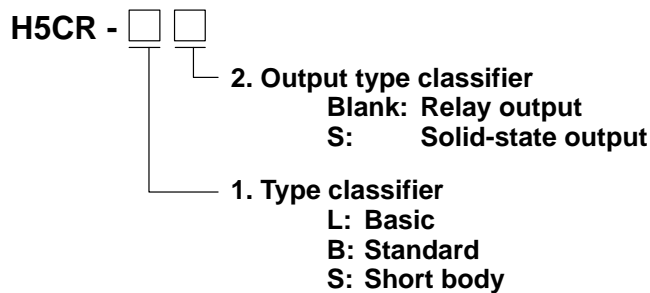 H5CR - □ □
2. Output type classifier
Blank: Relay output
S: Solid-state output
1. Type classifier
L: Basic
B: Standard
S: Short body